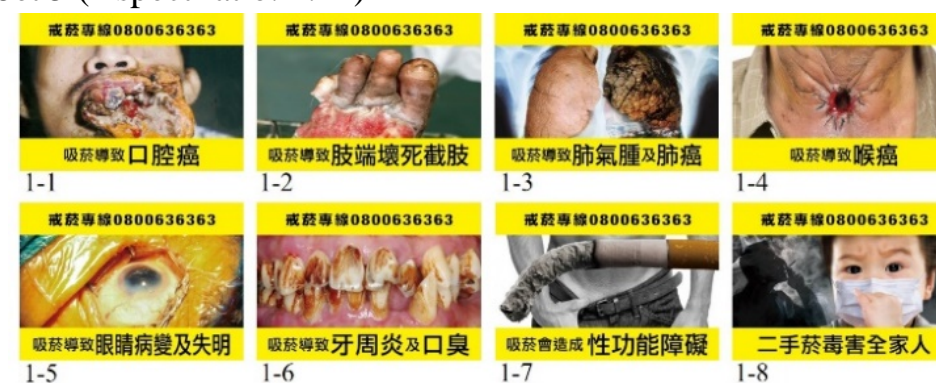 戒菸專線0800636363
吸菸導致口腔癌
1-1
戒菸專線0800636363
吸菸導致肢端壞死截肢
1-2
戒菸專線0800636363
吸菸導致肺氣腫及肺癌
1-3
戒菸專線0800636363
吸菸導致喉癌
1-4
戒菸專線0800636363
吸菸導致眼睛病變及失明
1-5
戒菸專線0800636363
吸菸導致牙周炎及口臭
1-6
戒菸專線0800636363
吸菸會造成性功能障礙
1-7
戒菸專線0800636363
二手菸毒害全家人
1-8